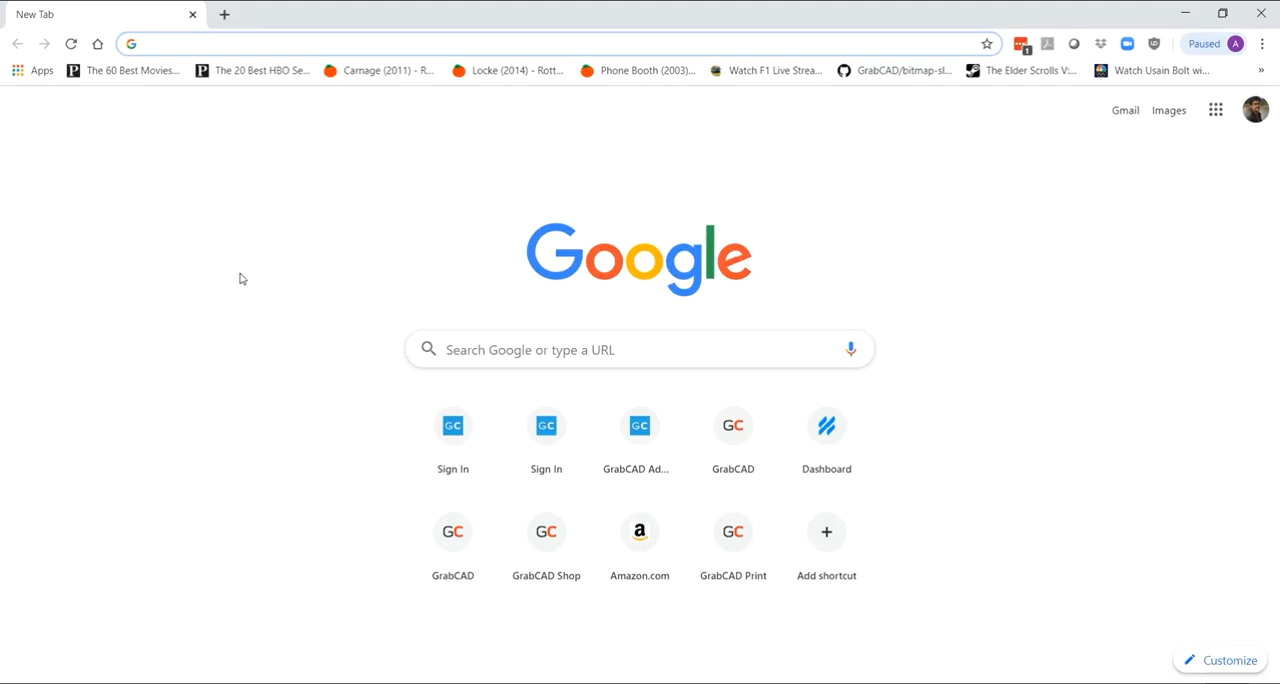 New Tab
1
Paused A
Apps The 60 Best Movies... The 20 Best HBO Se... Carnage (2011) - R... Locke (2014) - Rott... Phone Booth (2003)... Watch F1 Live Strea... GrabCAD/bitmap-sl... The Elder Scrolls V:... Watch Usain Bolt wi... »
Gmail Images
Google
Search Google or type a URL
GC GC GC GC
Sign In Sign In GrabCAD Ad... GrabCAD Dashboard
GC GC a GC
GrabCAD GrabCAD Shop Amazon.com GrabCAD Print Add shortcut
Customize